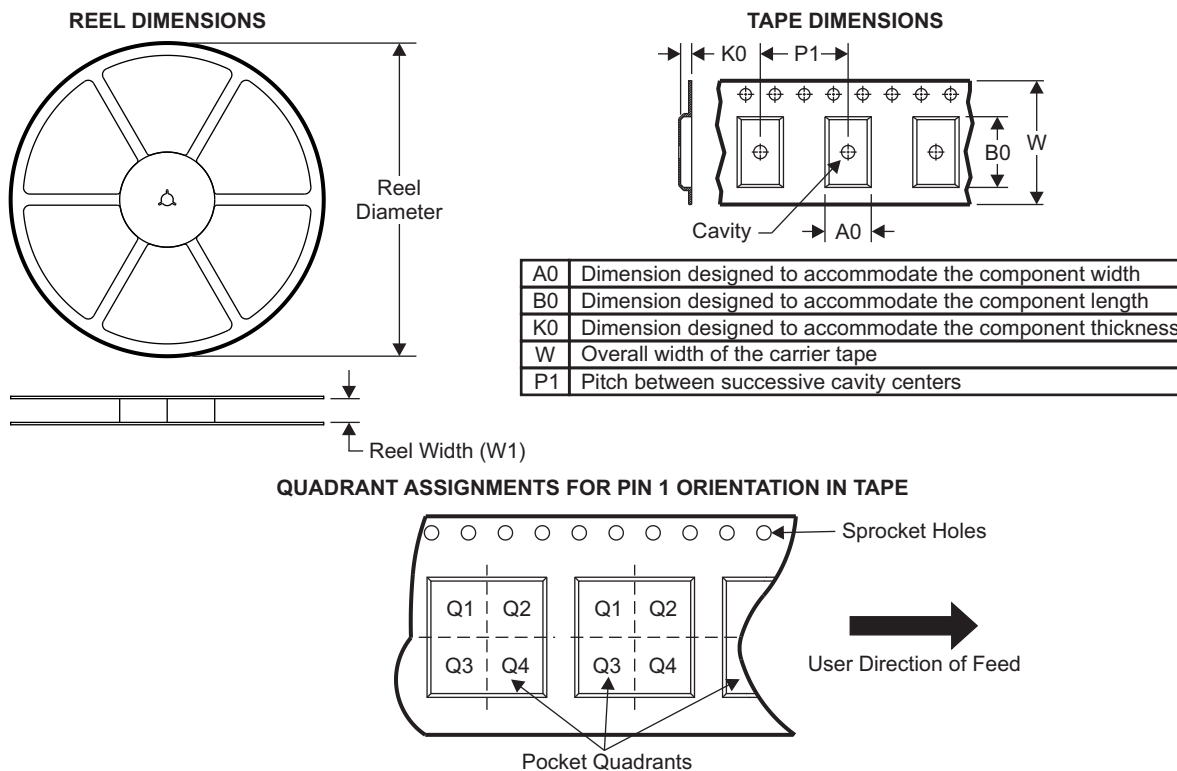 REEL DIMENSIONS
Reel
Diameter
Reel Width (W1)
TAPE DIMENSIONS
K0
P1
W
B0
Cavity
A0
A0 Dimension designed to accommodate the component width
B0 Dimension designed to accommodate the component length
K0 Dimension designed to accommodate the component thickness
W Overall width of the carrier tape
P1 Pitch between successive cavity centers
QUADRANT ASSIGNMENTS FOR PIN 1 ORIENTATION IN TAPE
Sprocket Holes
Q1 Q2 Q1 Q2
Q3 Q4 Q3 Q4
User Direction of Feed
Pocket Quadrants